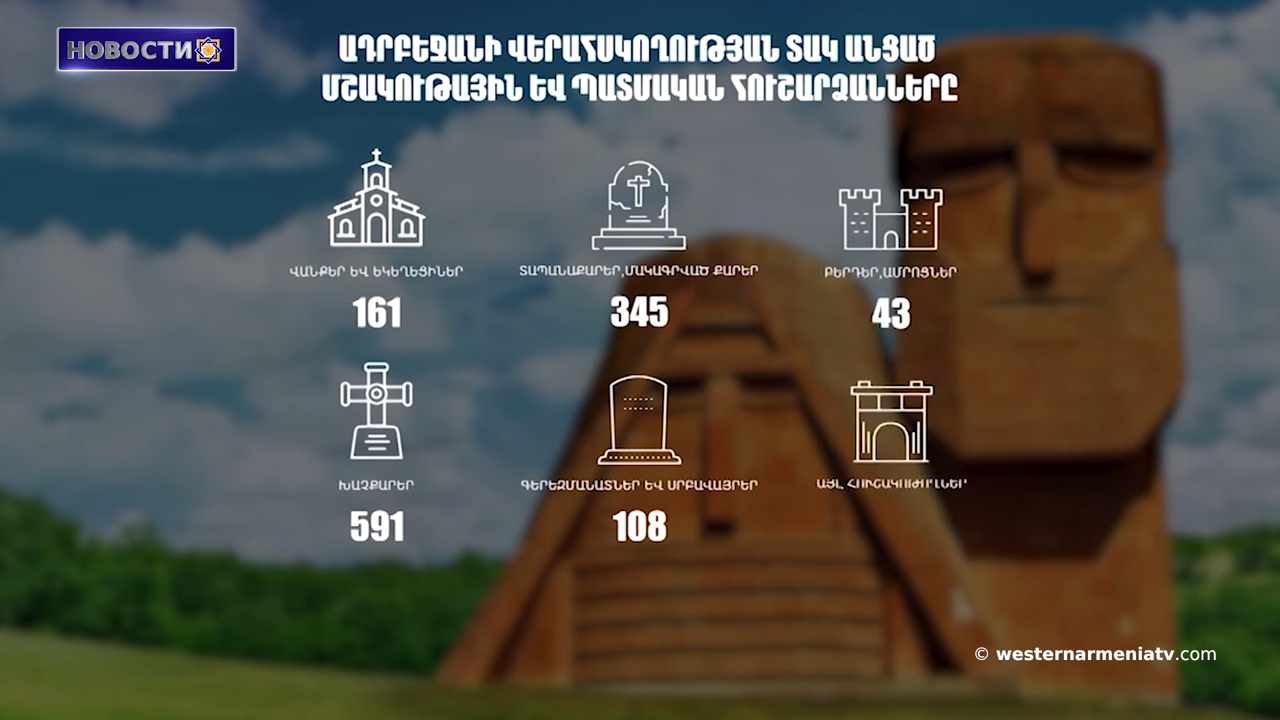 НОВОСТИ
ԱԴՐԲԵՋԱՆԻ ՎԵՐԱՀՍԿՈՂՈՒԹՅԱՆ ՏԱԿ ԱՆՑԱԾ
ՄՇԱԿՈՒԹԱՅԻՆ ԵՎ ՊԱՏՄԱԿԱՆ ՀՈՒՇԱՐՁԱՆՆԵՐԸ
ՎԱՆՔԵՐ ԵՎ ԵԿԵՂԵՑԻՆԵՐ
161
ՏԱՊԱՆԱՔԱՐԵՐ,ՄԱԿԱԳՐՎԱԾ ՔԱՐԵՐ
345
ԲԵՐԴԵՐ,ԱՄՐՈՑՆԵՐ
43
ԽԱՉՔԱՐԵՐ
591
ԳԵՐԵԶՄԱՆԱՏՆԵՐ ԵՎ ՍՐԲԱՎԱՅՐԵՐ
108
ԱՅԼ
© westernarmeniatv.com